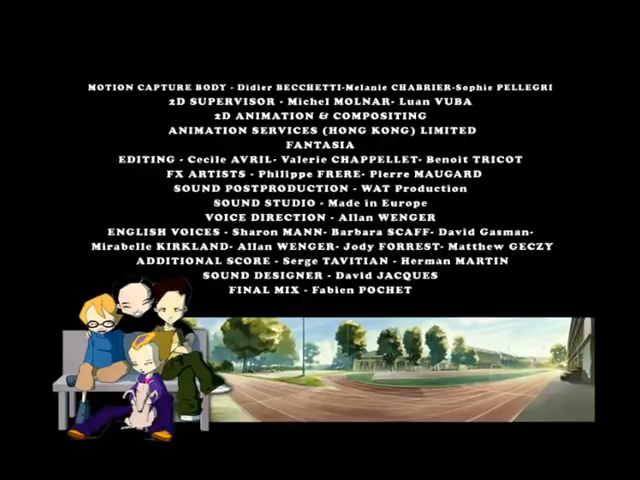 MOTION CAPTURE BODY - Didier BECCHETTI-Melanie CHABRIER-Sophie PELLEGRI
2D SUPERVISOR - Michel MOLNAR- Luan VUBA
2D ANIMATION & COMPOSITING
ANIMATION SERVICES (HONG KONG) LIMITED
FANTASIA
EDITING - Cecile AVRIL- Valerie CHAPPELLET- Benoit TRICOT
FX ARTISTS - Philippe FRERE- Pierre MAUGARD
SOUND POSTPRODUCTION - WAT Production
SOUND STUDIO - Made in Europe
VOICE DIRECTION - Allan WENGER
ENGLISH VOICES - Sharon MANN- Barbara SCAFF- David Gasman-
Mirabelle KIRKLAND- Allan WENGER- Jody FORREST- Matthew GECZY
ADDITIONAL SCORE - Serge TAVITIAN - Herman MARTIN
SOUND DESIGNER - David JACQUES
FINAL MIX - Fabien POCHET